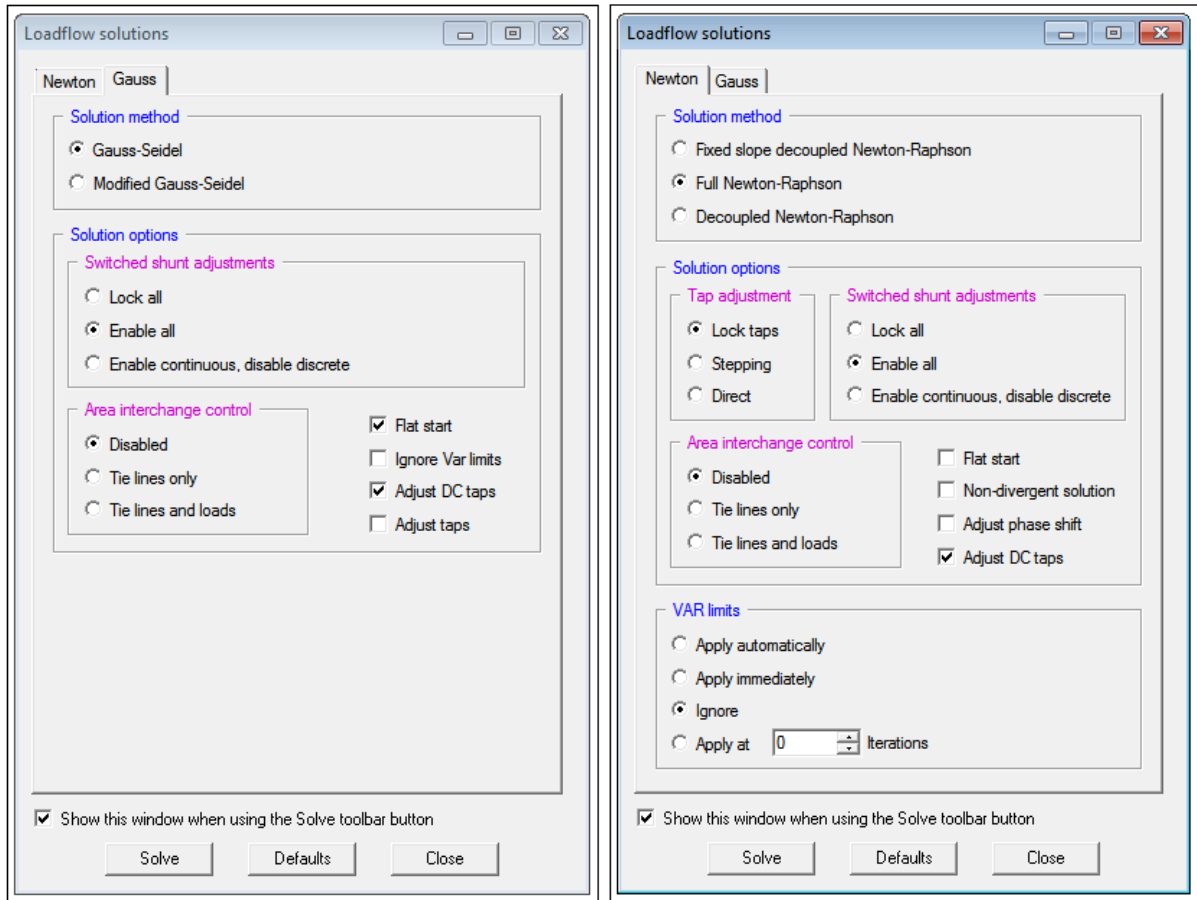 Loadflow solutions
Newton
Gauss
Solution method
Gauss-Seidel
Modified Gauss-Seidel
Solution options
Switched shunt adjustments
Lock all
Enable all
Enable continuous, disable discrete
Area interchange control
Disabled
Tie lines only
Tie lines and loads
Flat start
Ignore Var limits
Adjust DC taps
Adjust taps
Show this window when using the Solve toolbar button
Solve
Defaults
Close
Loadflow solutions
Newton
Gauss
Solution method
Fixed slope decoupled Newton-Raphson
Full Newton-Raphson
Decoupled Newton-Raphson
Solution options
Tap adjustment
Lock taps
Stepping
Direct
Switched shunt adjustments
Lock all
Enable all
Enable continuous, disable discrete
Area interchange control
Disabled
Tie lines only
Tie lines and loads
Flat start
Non-divergent solution
Adjust phase shift
Adjust DC taps
VAR limits
Apply automatically
Apply immediately
Ignore
Apply at 0 Iterations
Show this window when using the Solve toolbar button
Solve
Defaults
Close